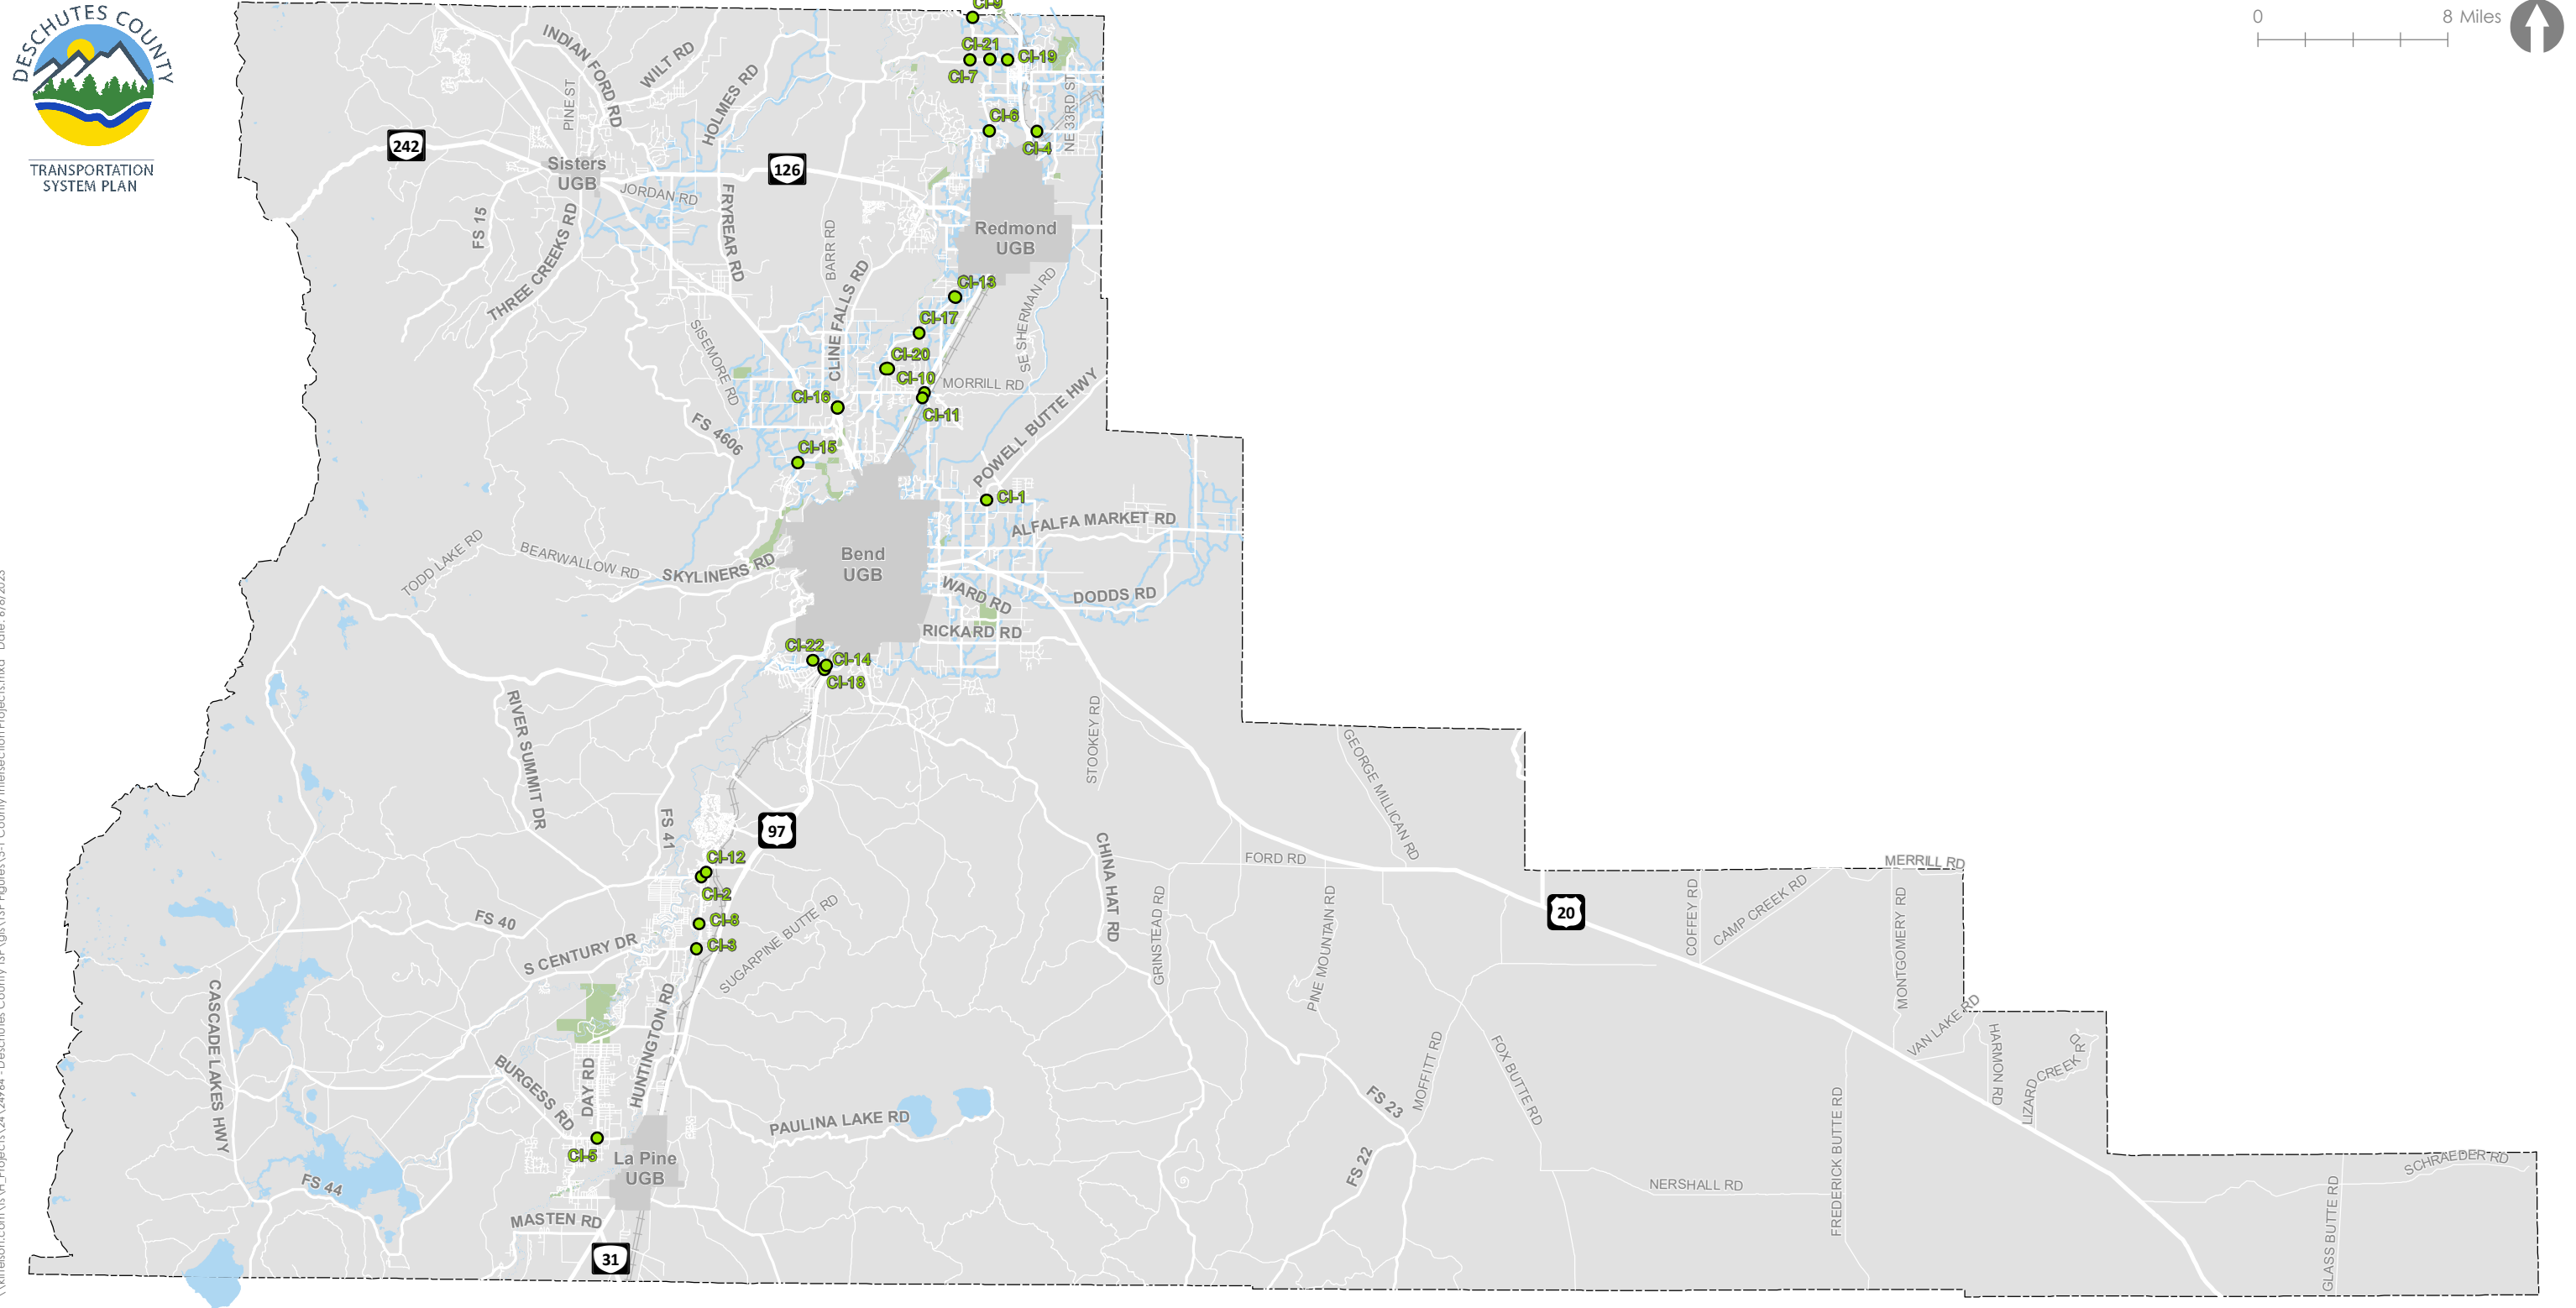 DESCHUTES COUNTY
TRANSPORTATION
SYSTEM PLAN
0 8 Miles
CI-9
CI-21
CI-19
CI-7
CI-6
CI-4
NE 33RD ST
INDIAN FORD RD
WILT RD
PINE ST
HOLMES RD
242
126
Sisters
UGB
JORDAN RD
FRYREAR RD
FS 15
THREE CREEKS RD
BARR RD
Redmond
UGB
CLINE FALLS RD
CI-13
SE SHERMAN RD
CI-17
SISEMORE RD
CI-20
CI-10
MORRILL RD
CI-16
CI-11
POWELL BUTTE HWY
FS 4606
CI-15
CI-1
ALFALFA MARKET RD
TODD LAKE RD
BEARWALLOW RD
SKYLINERS RD
Bend
UGB
WARD RD
DODDS RD
RICKARD RD
CI-22
CI-14
CI-18
RIVER SUMMIT DR
STOOKEY RD
GEORGE MILLICAN RD
FS 41
97
CHINA HAT RD
FORD RD
MERRILL RD
CI-12
CI-2
CI-8
CI-3
FS 40
S CENTURY DR
SUGARPINE BUTTE RD
GRINSTEAD RD
PINE MOUNTAIN RD
20
COFFEY RD
CAMP CREEK RD
MONTGOMERY RD
CASCADE LAKES HWY
HUNTINGTON RD
BURGESS RD
DAY RD
VAN LAKE RD
HARMON RD
LIZARD CREEK RD
MOFFITT RD
FOX BUTTE RD
FS 23
PAULINA LAKE RD
FREDERICK BUTTE RD
CI-5
La Pine
UGB
FS 22
FS 44
NERSHALL RD
SCHRAEDER RD
GLASS BUTTE RD
MASTEN RD
31